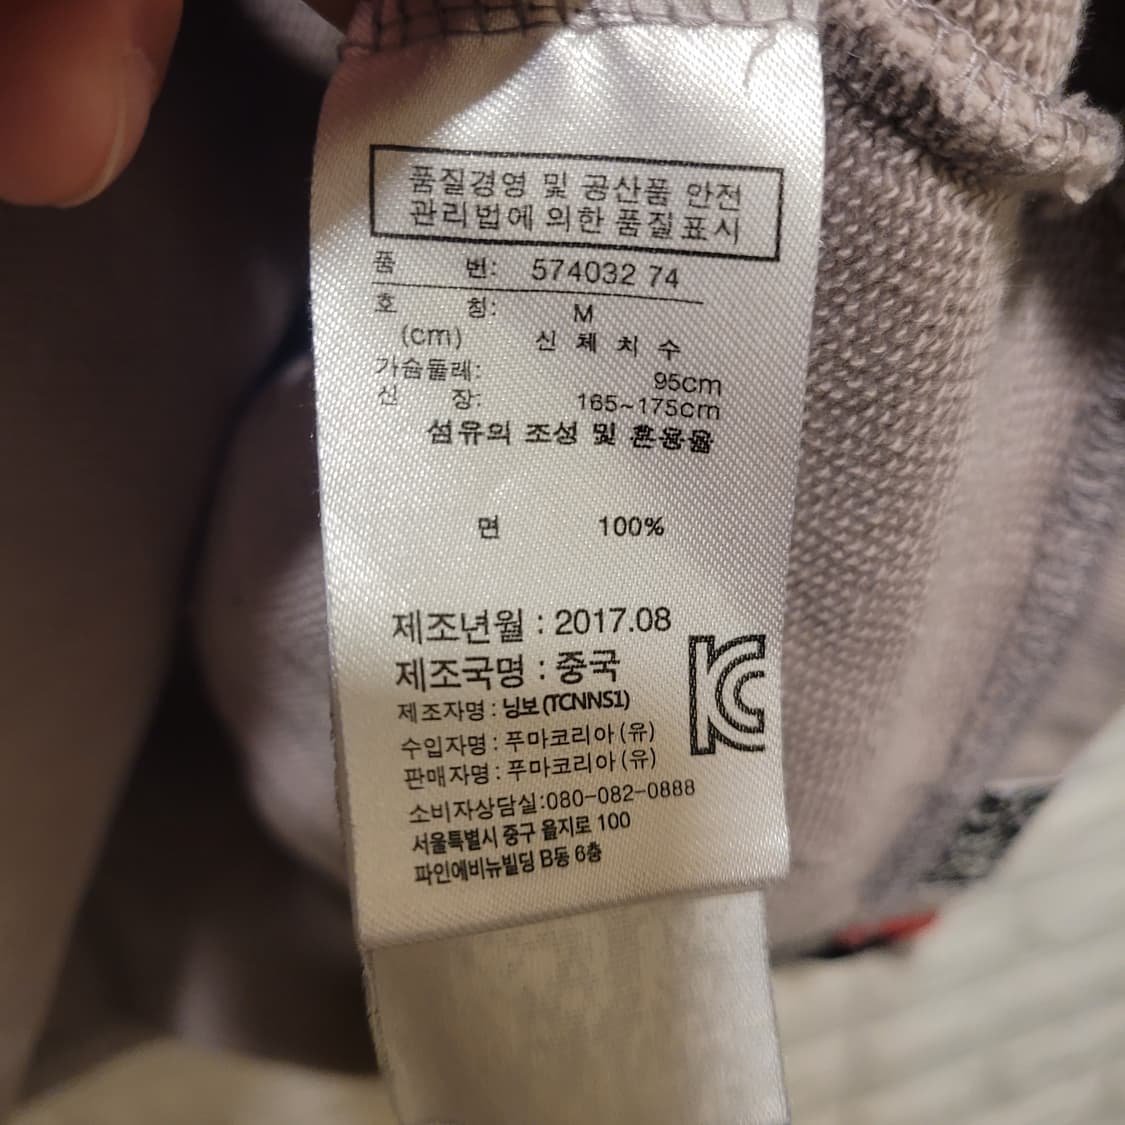 품질경영 및 공산품 안전
관리법에 의한 품질표시
품 번: 574032 74
호 칭: M
(cm) 신 체 치 수
가슴둘레: 95cm
신 장: 165~175cm
섬유의 조성 및 혼용율
면 100%
제조년월 : 2017.08
제조국명 : 중국
제조자명 : 닝보(TCNNS1)
수입자명 : 푸마코리아(유)
판매자명 : 푸마코리아(유)
소비자상담실:080-082-0888
서울특별시 중구 을지로 100
파인애비뉴빌딩 B동 6층
KC